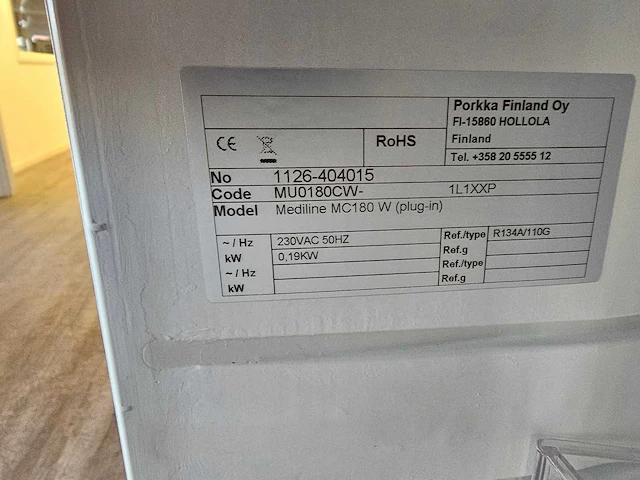 Porkka Finland Oy
FI-15860 HOLLOLA
Finland
Tel. +358 20 5555 12
CE
RoHS
No 1126-404015
Code MU0180CW- 1L1XXP
Model Mediline MC180 W (plug-in)
~ / Hz 230VAC 50HZ Ref./type R134A/110G
kW 0,19KW Ref.g
~ / Hz Ref./type
kW Ref.g